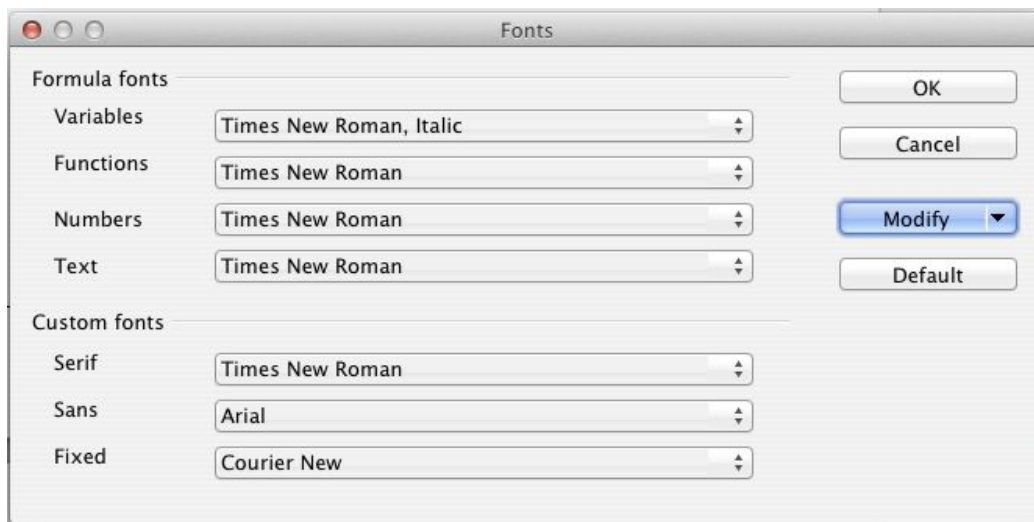 Fonts
Formula fonts
Variables
Times New Roman, Italic
Functions
Times New Roman
Numbers
Times New Roman
Text
Times New Roman
Custom fonts
Serif
Times New Roman
Sans
Arial
Fixed
Courier New
OK
Cancel
Modify
Default